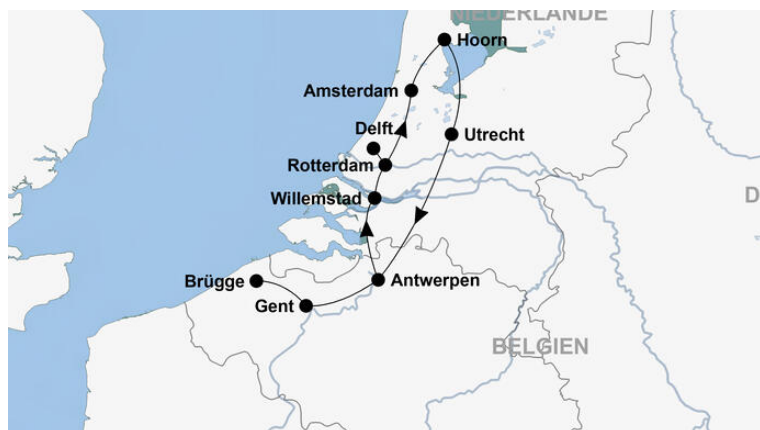 NIEDERLANDE
Hoorn
Amsterdam
Delft
Utrecht
Rotterdam
Willemstad
Brügge
Antwerpen
Gent
BELGIEN
D